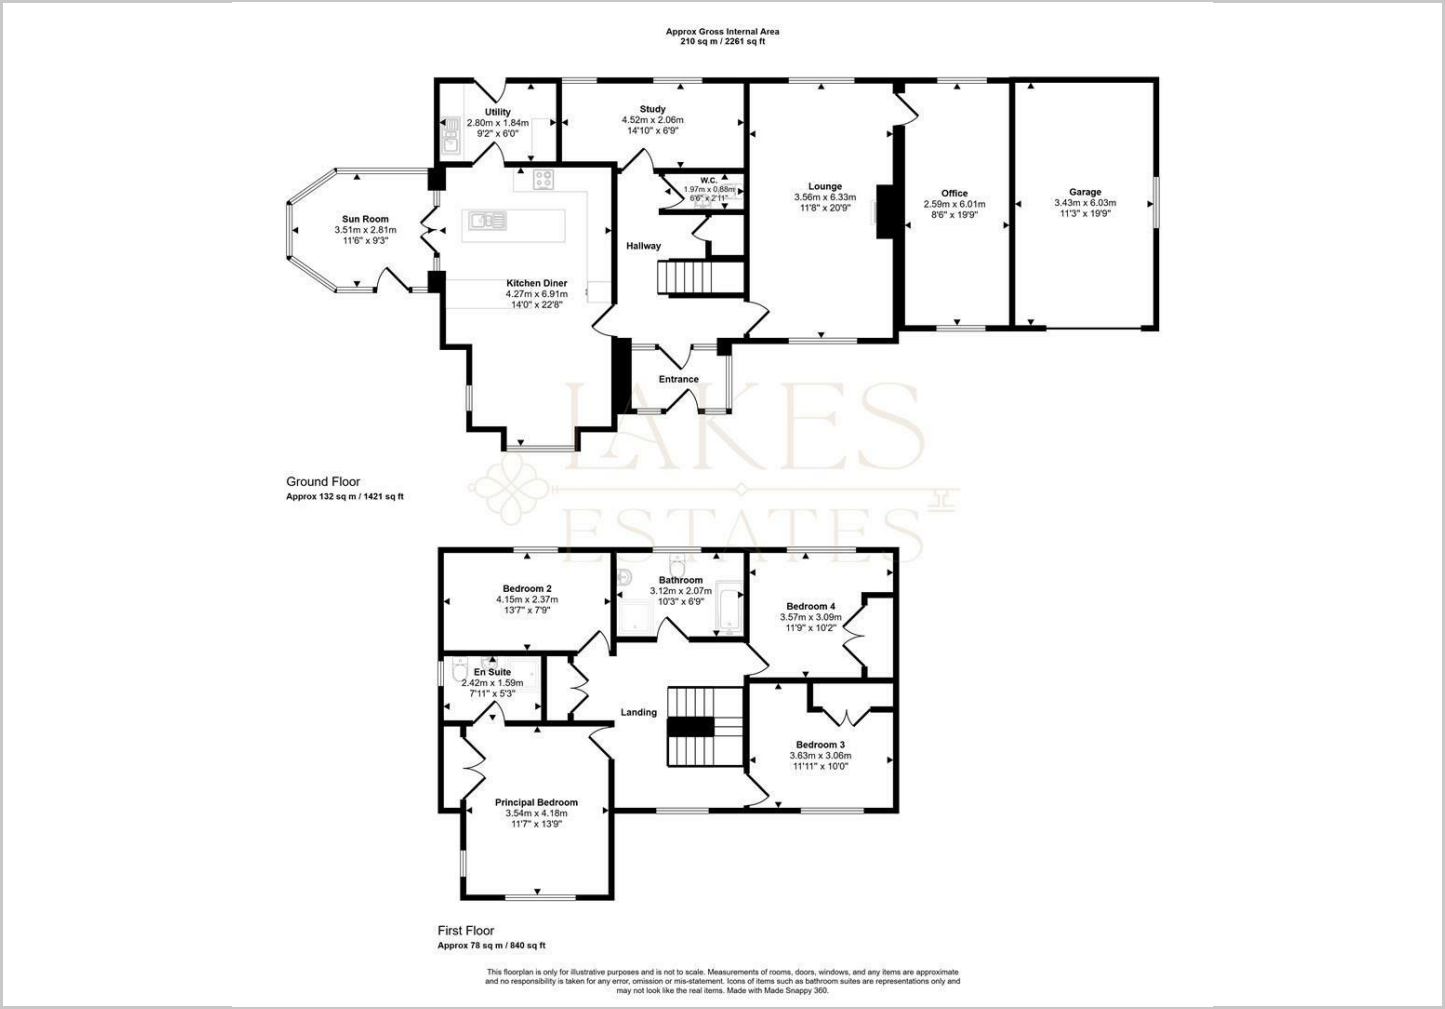 Approx Gross Internal Area
210 sq m / 2261 sq ft
Utility
2.80m x 1.84m
9'2" x 6'0"
Study
4.52m x 2.06m
14'10" x 6'9"
W.C.
1.97m x 0.88m
6'6" x 2'11"
Lounge
3.56m x 6.33m
11'8" x 20'9"
Office
2.59m x 6.01m
8'6" x 19'9"
Garage
3.43m x 6.03m
11'3" x 19'9"
Sun Room
3.51m x 2.81m
11'6" x 9'3"
Hallway
Kitchen Diner
4.27m x 6.91m
14'0" x 22'8"
Entrance
LAKES
ESTATES
Ground Floor
Approx 132 sq m / 1421 sq ft
Bedroom 2
4.15m x 2.37m
13'7" x 7'9"
Bathroom
3.12m x 2.07m
10'3" x 6'9"
Bedroom 4
3.57m x 3.09m
11'9" x 10'2"
En Suite
2.42m x 1.59m
7'11" x 5'3"
Landing
Bedroom 3
3.63m x 3.06m
11'11" x 10'0"
Principal Bedroom
3.54m x 4.18m
11'7" x 13'9"
First Floor
Approx 78 sq m / 840 sq ft
This floorplan is only for illustrative purposes and is not to scale. Measurements of rooms, doors, windows, and any items are approximate
and no responsibility is taken for any error, omission or mis-statement. Icons of items such as bathroom suites are representations only and
may not look like the real items. Made with Made Snappy 360.